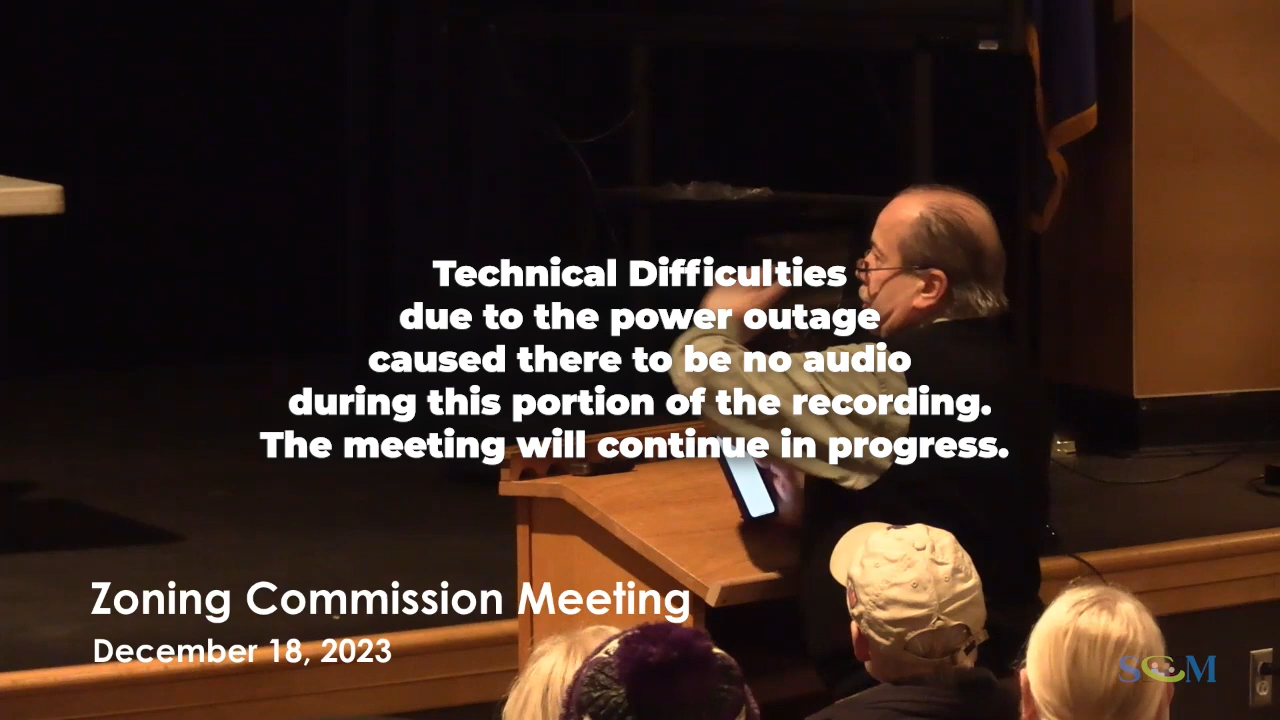 Technical Difficulties
due to the power outage
caused there to be no audio
during this portion of the recording.
The meeting will continue in progress.
Zoning Commission Meeting
December 18, 2023
SCM